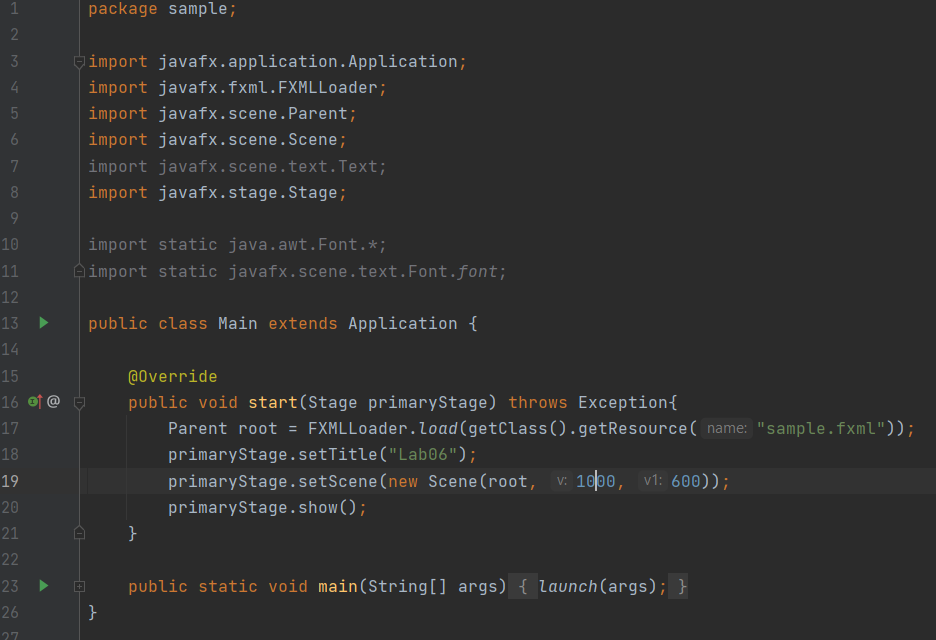 1 package sample;
2
3 import javafx.application.Application;
4 import javafx.fxml.FXMLLoader;
5 import javafx.scene.Parent;
6 import javafx.scene.Scene;
7 import javafx.scene.text.Text;
8 import javafx.stage.Stage;
9
10 import static java.awt.Font.*;
11 import static javafx.scene.text.Font.font;
12
13 public class Main extends Application {
14
15 @Override
16 @ public void start(Stage primaryStage) throws Exception{
17 Parent root = FXMLLoader.load(getClass().getResource( name: "sample.fxml"));
18 primaryStage.setTitle("Lab06");
19 primaryStage.setScene(new Scene(root, v: 1000, v1: 600));
20 primaryStage.show();
21 }
22
23 public static void main(String[] args) { launch(args); }
26 }
27